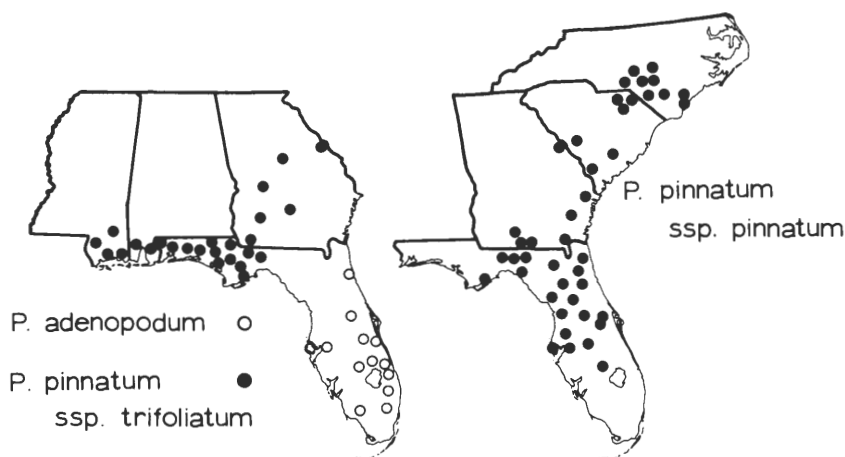 P. adenopodum
P. pinnatum
ssp. trifoliatum
P. pinnatum
ssp. pinnatum